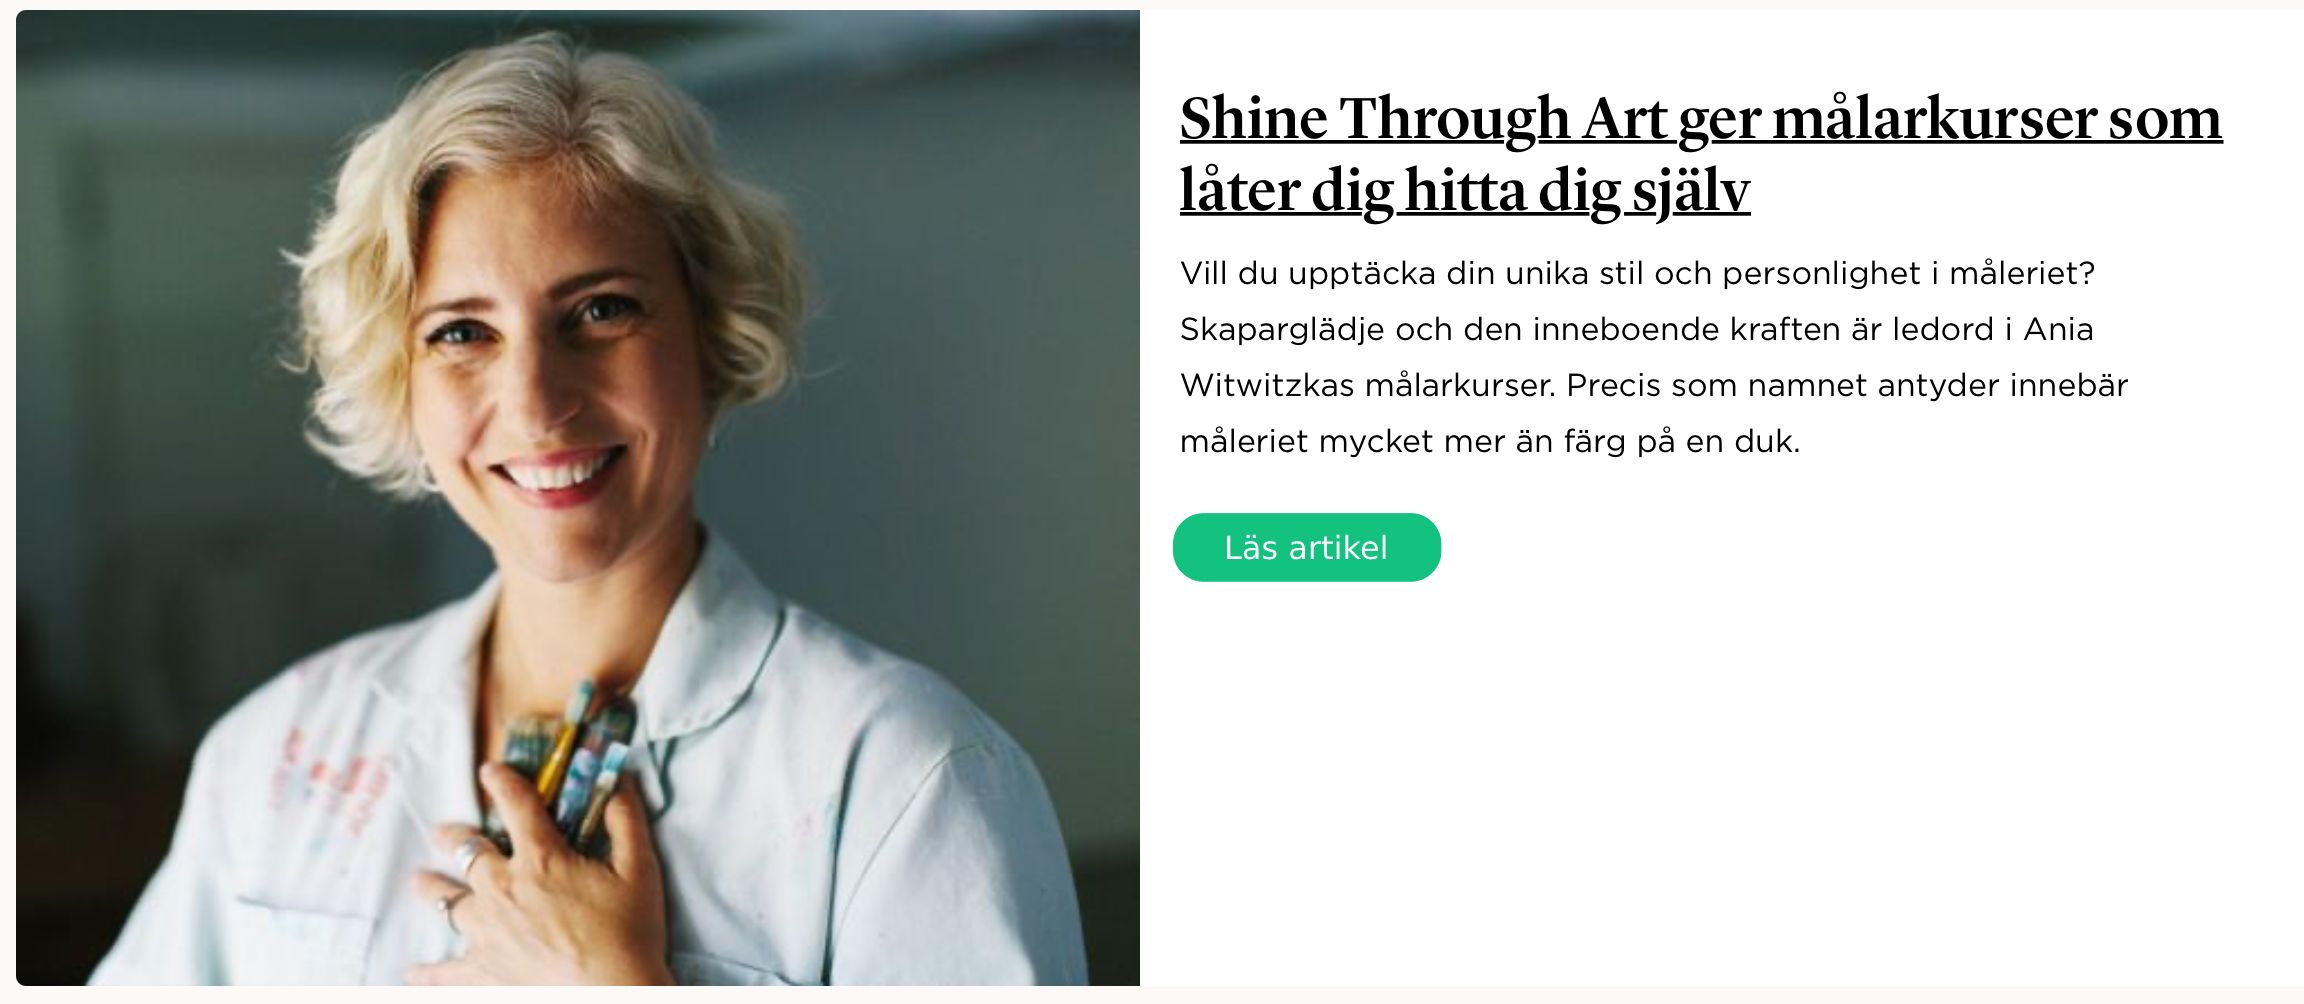 Shine Through Art ger målarkurser som
låter dig hitta dig själv
Vill du upptäcka din unika stil och personlighet i måleriet?
Skaparglädje och den inneboende kraften är ledord i Ania
Witwitzkas målarkurser. Precis som namnet antyder innebär
måleriet mycket mer än färg på en duk.
Läs artikel